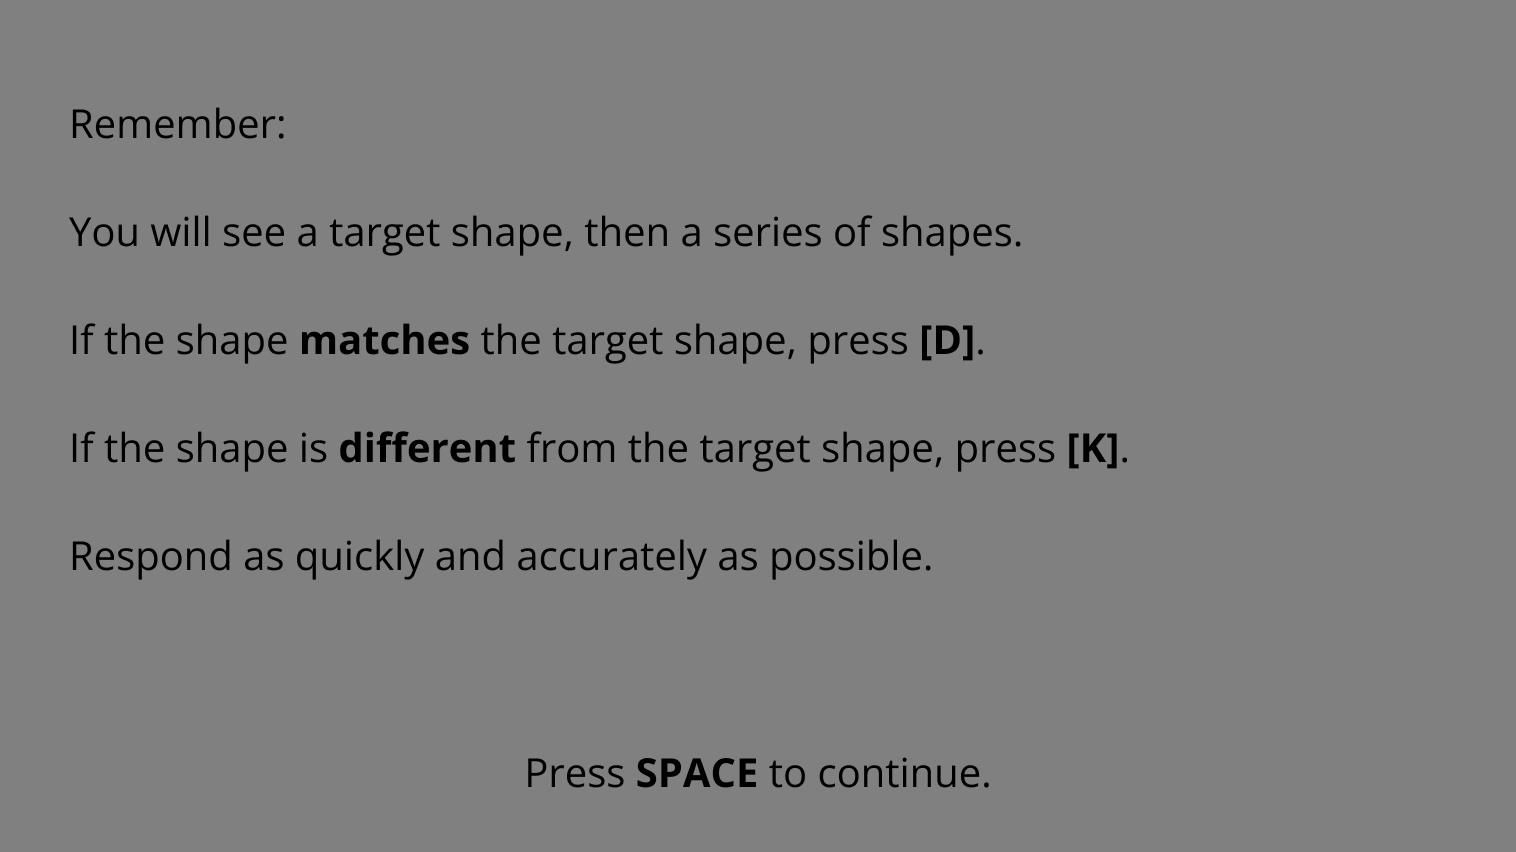 Remember:
You will see a target shape, then a series of shapes.
If the shape matches the target shape, press [D].
If the shape is different from the target shape, press [K].
Respond as quickly and accurately as possible.
Press SPACE to continue.